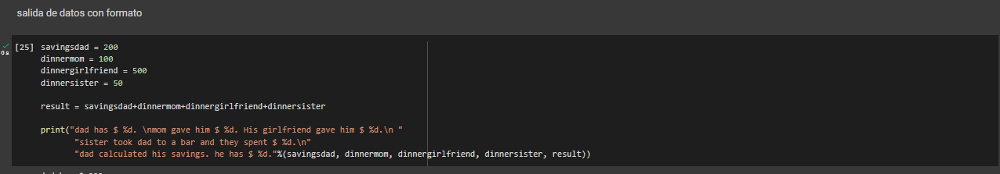 salida de datos con formato
[25] savingsdad = 200
0s
dinnermom = 100
dinnergirlfriend = 500
dinnersister = 50
result = savingsdad+dinnermom+dinnergirlfriend+dinnersister
print("dad has $ %d. \nmom gave him $ %d. His girlfriend gave him $ %d.\n "
"sister took dad to a bar and they spent $ %d.\n"
"dad calculated his savings. he has $ %d."%(savingsdad, dinnermom, dinnergirlfriend, dinnersister, result))